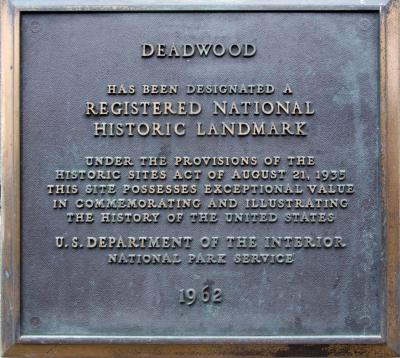 DEADWOOD
HAS BEEN DESIGNATED A
REGISTERED NATIONAL
HISTORIC LANDMARK
UNDER THE PROVISIONS OF THE
HISTORIC SITES ACT OF AUGUST 21, 1935
THIS SITE POSSESSES EXCEPTIONAL VALUE
IN COMMEMORATING AND ILLUSTRATING
THE HISTORY OF THE UNITED STATES
U.S. DEPARTMENT OF THE INTERIOR
NATIONAL PARK SERVICE
1962